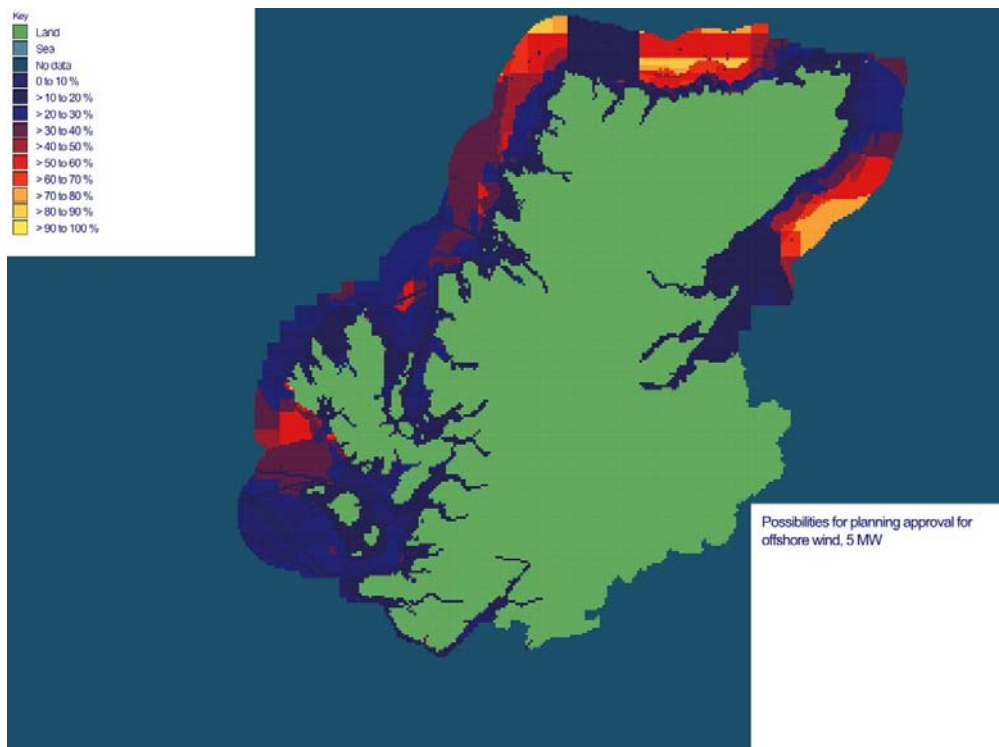 Key
Land
Sea
No data
0 to 10 %
> 10 to 20 %
> 20 to 30 %
> 30 to 40 %
> 40 to 50 %
> 50 to 60 %
> 60 to 70 %
> 70 to 80 %
> 80 to 90 %
> 90 to 100 %
Possibilities for planning approval for
offshore wind, 5 MW